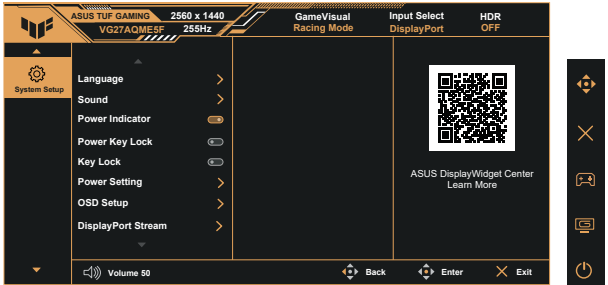 ASUS TUF GAMING 2560 x 1440
VG27AQME5F 255Hz
GameVisual
Racing Mode
Input Select
DisplayPort
HDR
OFF
System Setup
Language
Sound
Power Indicator
Power Key Lock
Key Lock
Power Setting
OSD Setup
DisplayPort Stream
ASUS DisplayWidget Center
Learn More
Volume 50
Back
Enter
Exit